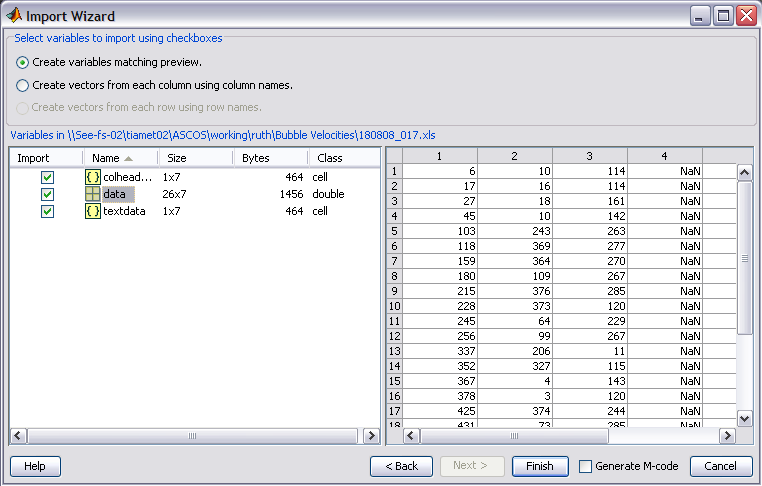 Import Wizard
Select variables to import using checkboxes
Create variables matching preview.
Create vectors from each column using column names.
Create vectors from each row using row names.
Variables in \\See-fs-02\tiamet02\ASCOS\working\ruth\Bubble Velocities\180808_017.xls
Import Name Size Bytes Class
{ } colhead... 1x7 464 cell
data 26x7 1456 double
{ } textdata 1x7 464 cell
1 2 3 4
1 6 10 114 NaN
2 17 16 114 NaN
3 27 18 161 NaN
4 45 10 142 NaN
5 103 243 263 NaN
6 118 369 277 NaN
7 159 364 270 NaN
8 180 109 267 NaN
9 215 376 285 NaN
10 228 373 120 NaN
11 245 64 229 NaN
12 256 99 267 NaN
13 337 206 11 NaN
14 352 327 115 NaN
15 367 4 143 NaN
16 378 3 120 NaN
17 425 374 244 NaN
18 431 73 285 NaN
Help < Back Next > Finish Generate M-code Cancel